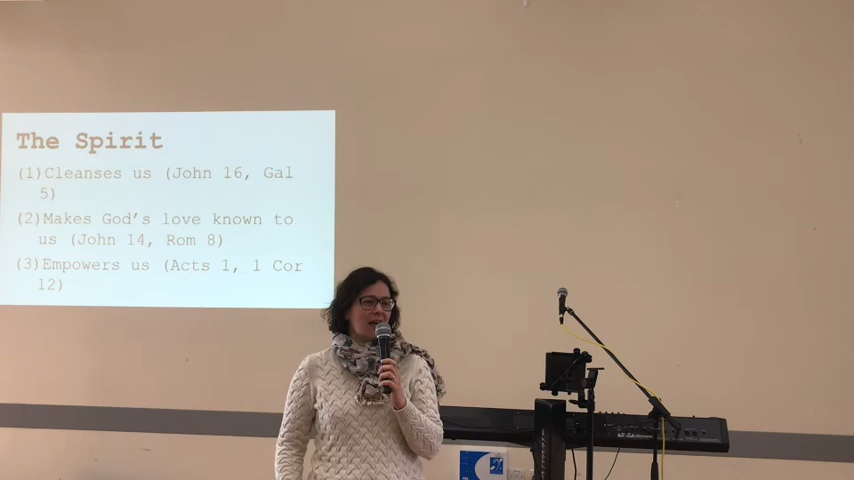 The Spirit
(1)Cleanses us (John 16, Gal
5)
(2)Makes God’s love known to
us (John 14, Rom 8)
(3)Empowers us (Acts 1, 1 Cor
12)